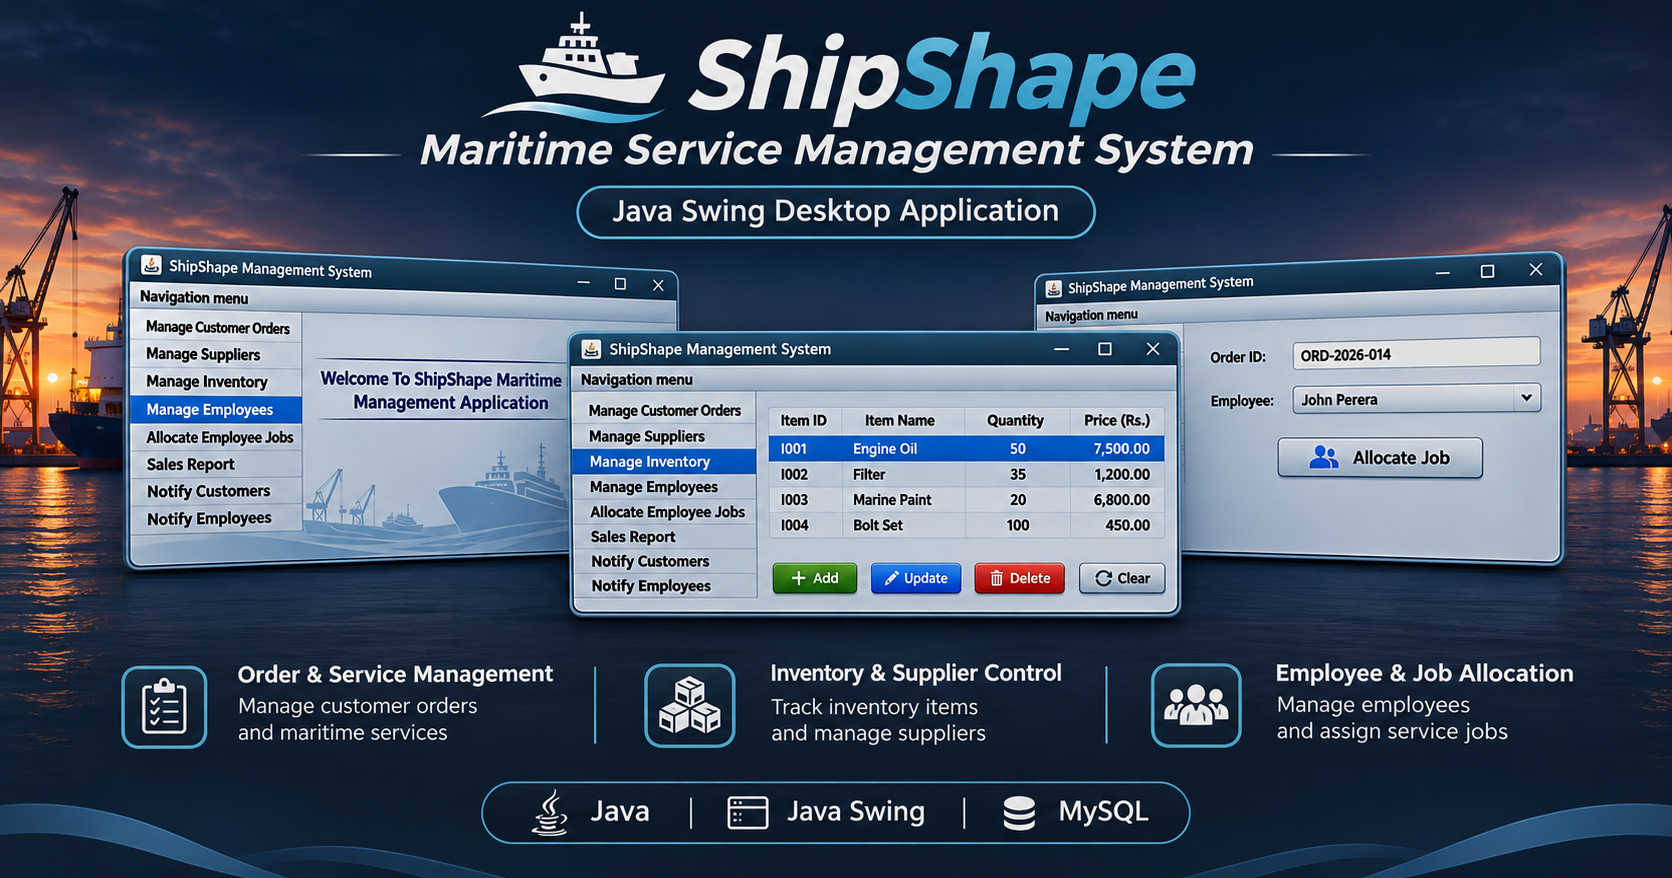 ShipShape
Maritime Service Management System
Java Swing Desktop Application
ShipShape Management System
Navigation menu
Manage Customer Orders
Manage Suppliers
Manage Inventory
Manage Employees
Allocate Employee Jobs
Sales Report
Notify Customers
Notify Employees
Welcome To ShipShape Maritime
Management Application
ShipShape Management System
Navigation menu
Manage Customer Orders
Manage Suppliers
Manage Inventory
Manage Employees
Allocate Employee Jobs
Sales Report
Notify Customers
Notify Employees
Item ID Item Name Quantity Price (Rs.)
I001 Engine Oil 50 7,500.00
I002 Filter 35 1,200.00
I003 Marine Paint 20 6,800.00
I004 Bolt Set 100 450.00
Add Update Delete Clear
ShipShape Management System
Navigation menu
Order ID: ORD-2026-014
Employee: John Perera
Allocate Job
Order & Service Management
Manage customer orders
and maritime services
Inventory & Supplier Control
Track inventory items
and manage suppliers
Employee & Job Allocation
Manage employees
and assign service jobs
Java | Java Swing | MySQL